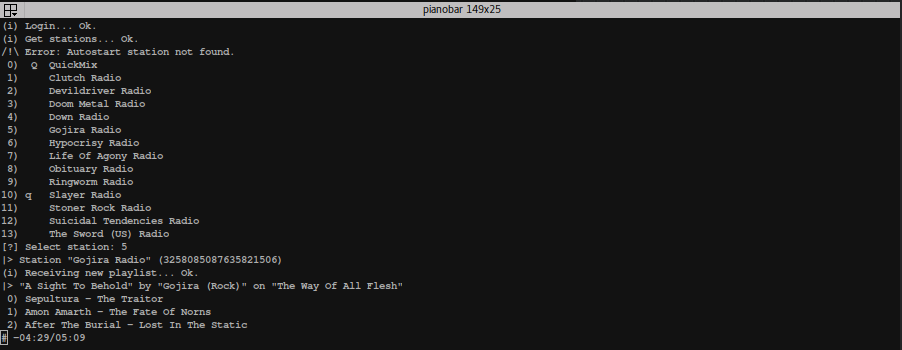 pianobar 149x25
(i) Login... Ok.
(i) Get stations... Ok.
/!\ Error: Autostart station not found.
0) Q QuickMix
1) Clutch Radio
2) Devildriver Radio
3) Doom Metal Radio
4) Down Radio
5) Gojira Radio
6) Hypocrisy Radio
7) Life Of Agony Radio
8) Obituary Radio
9) Ringworm Radio
10) q Slayer Radio
11) Stoner Rock Radio
12) Suicidal Tendencies Radio
13) The Sword (US) Radio
[?] Select station: 5
|> Station "Gojira Radio" (3258085087635821506)
(i) Receiving new playlist... Ok.
|> "A Sight To Behold" by "Gojira (Rock)" on "The Way Of All Flesh"
0) Sepultura - The Traitor
1) Amon Amarth - The Fate Of Norns
2) After The Burial - Lost In The Static
# -04:29/05:09